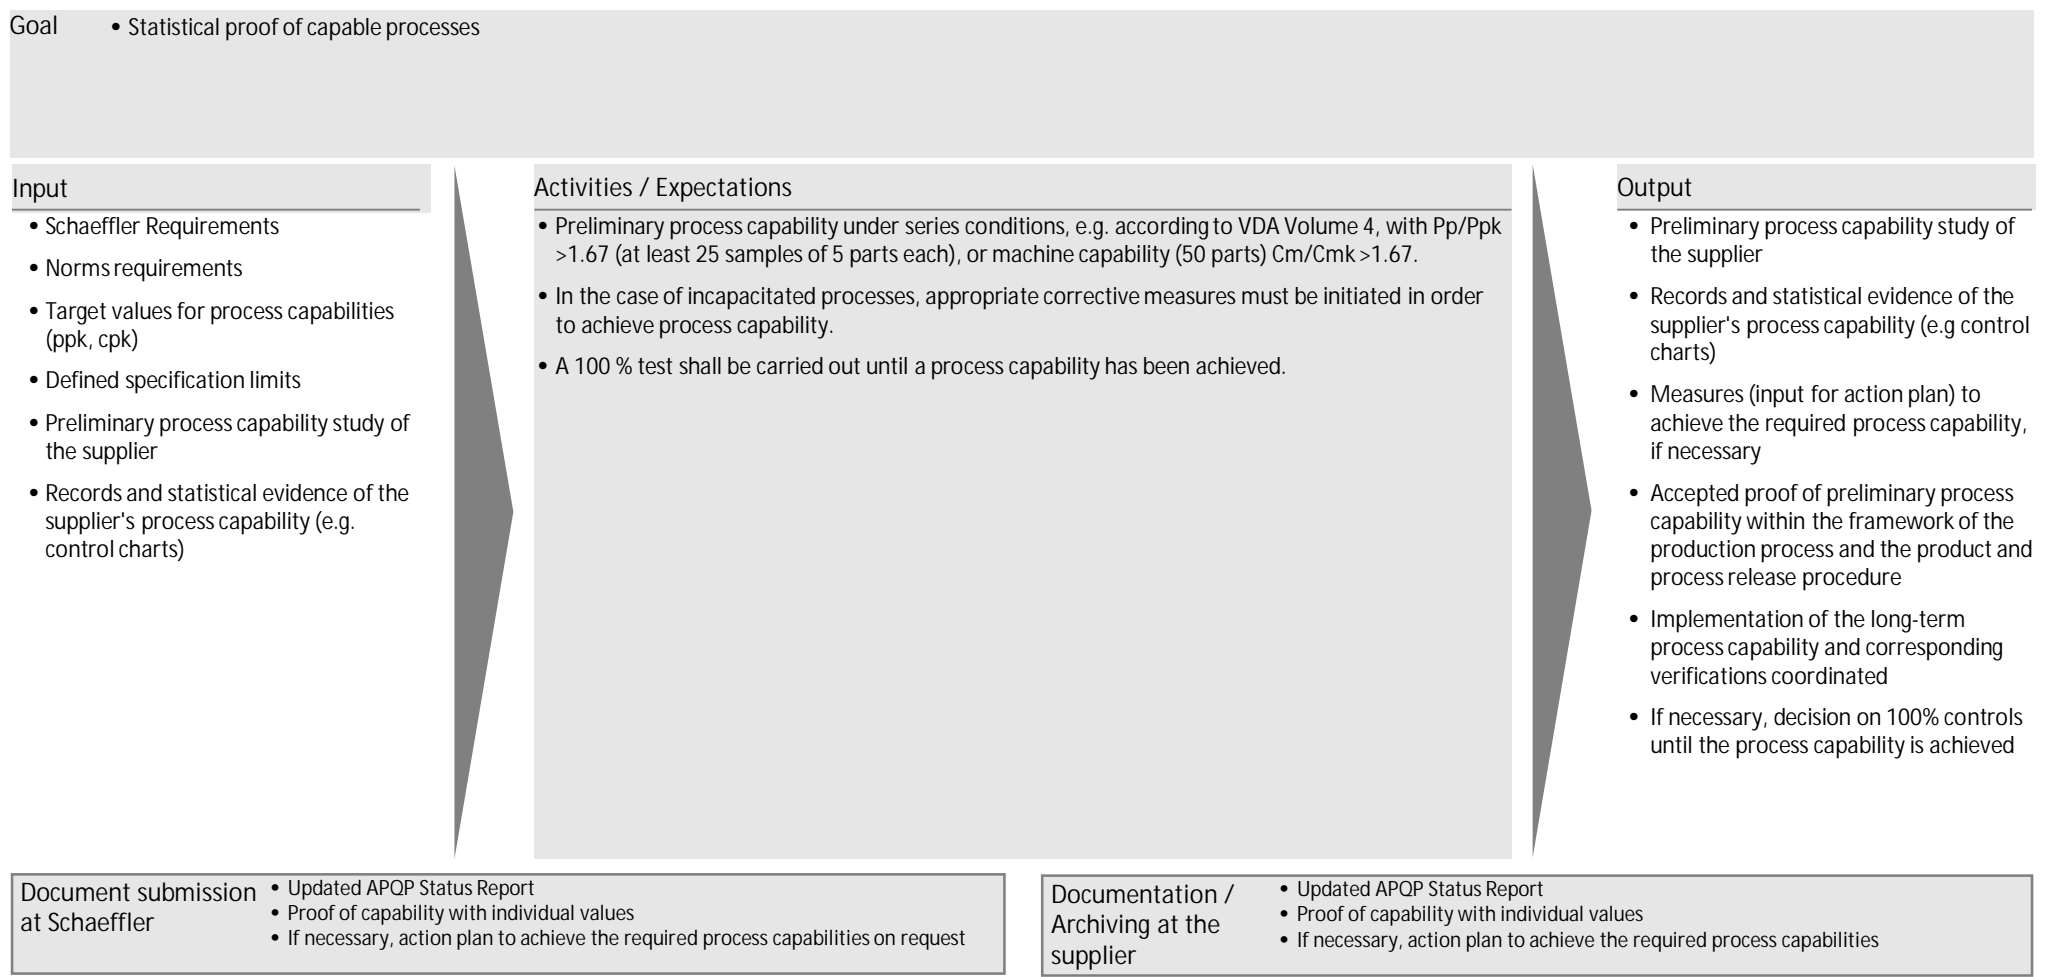 Goal
• Statistical proof of capable processes
Input
• Schaeffler Requirements
• Norms requirements
• Target values for process capabilities
(ppk, cpk)
• Defined specification limits
• Preliminary process capability study of
the supplier
• Records and statistical evidence of the
supplier's process capability (e.g.
control charts)
Activities / Expectations
• Preliminary process capability under series conditions, e.g. according to VDA Volume 4, with Pp/Ppk
>1.67 (at least 25 samples of 5 parts each), or machine capability (50 parts) Cm/Cmk >1.67.
• In the case of incapacitated processes, appropriate corrective measures must be initiated in order
to achieve process capability.
• A 100 % test shall be carried out until a process capability has been achieved.
Output
• Preliminary process capability study of
the supplier
• Records and statistical evidence of the
supplier's process capability (e.g control
charts)
• Measures (input for action plan) to
achieve the required process capability,
if necessary
• Accepted proof of preliminary process
capability within the framework of the
production process and the product and
process release procedure
• Implementation of the long-term
process capability and corresponding
verifications coordinated
• If necessary, decision on 100% controls
until the process capability is achieved
Document submission
at Schaeffler
• Updated APQP Status Report
• Proof of capability with individual values
• If necessary, action plan to achieve the required process capabilities on request
Documentation /
Archiving at the
supplier
• Updated APQP Status Report
• Proof of capability with individual values
• If necessary, action plan to achieve the required process capabilities